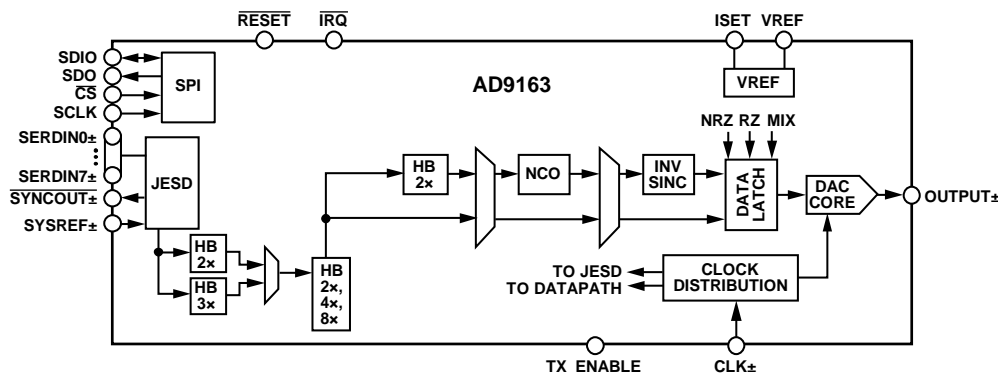 RESET IRQ ISET VREF
SDIO
SDO
CS
SCLK
SPI
AD9163
VREF
SERDIN0±
SERDIN7±
SYNCOUT±
SYSREF±
JESD
NRZ RZ MIX
HB
2×
NCO
INV
SINC
DATA
LATCH
DAC
CORE
OUTPUT±
HB
2×
HB
3×
HB
2×,
4×,
8×
TO JESD
TO DATAPATH
CLOCK
DISTRIBUTION
TX ENABLE
CLK±